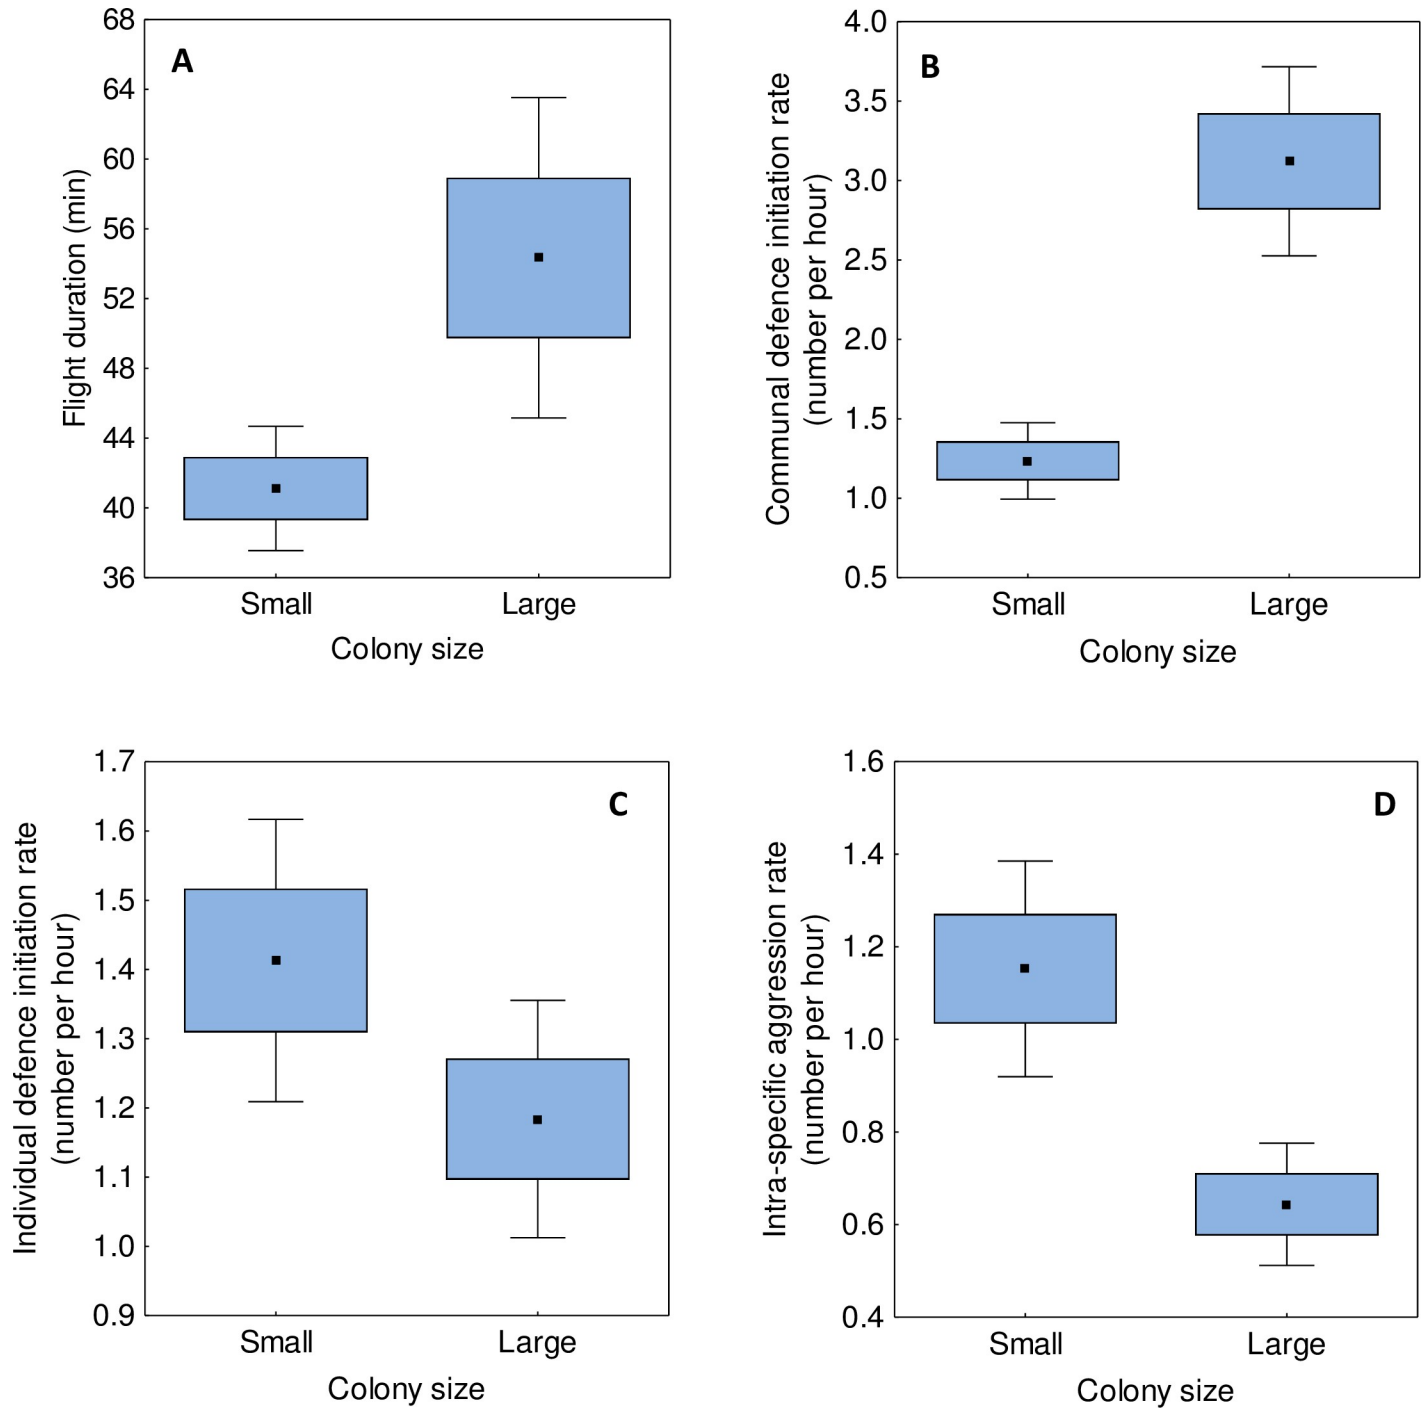 A
Flight duration (min)
68
64
60
56
52
48
44
40
36
Small Large
Colony size
B
Communal defence initiation rate
(number per hour)
4.0
3.5
3.0
2.5
2.0
1.5
1.0
0.5
Small Large
Colony size
C
Individual defence initiation rate
(number per hour)
1.7
1.6
1.5
1.4
1.3
1.2
1.1
1.0
0.9
Small Large
Colony size
D
Intra-specific aggression rate
(number per hour)
1.6
1.4
1.2
1.0
0.8
0.6
0.4
Small Large
Colony size